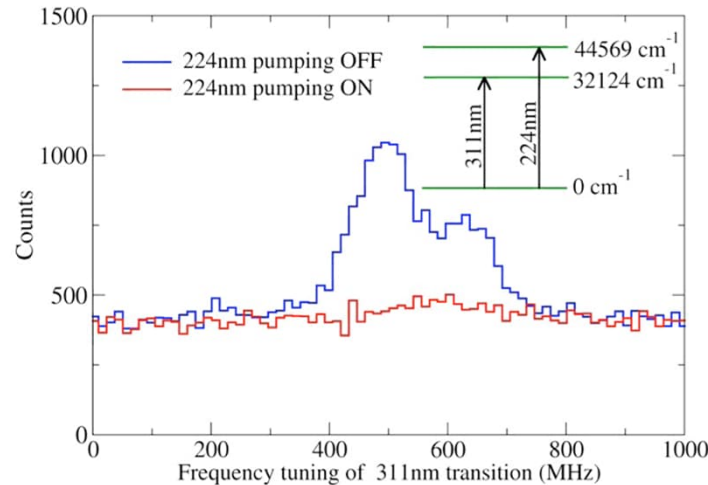 1500
1000
500
0
Counts
224nm pumping OFF
224nm pumping ON
44569 cm⁻¹
32124 cm⁻¹
311nm
224nm
0 cm⁻¹
0 200 400 600 800 1000
Frequency tuning of 311nm transition (MHz)